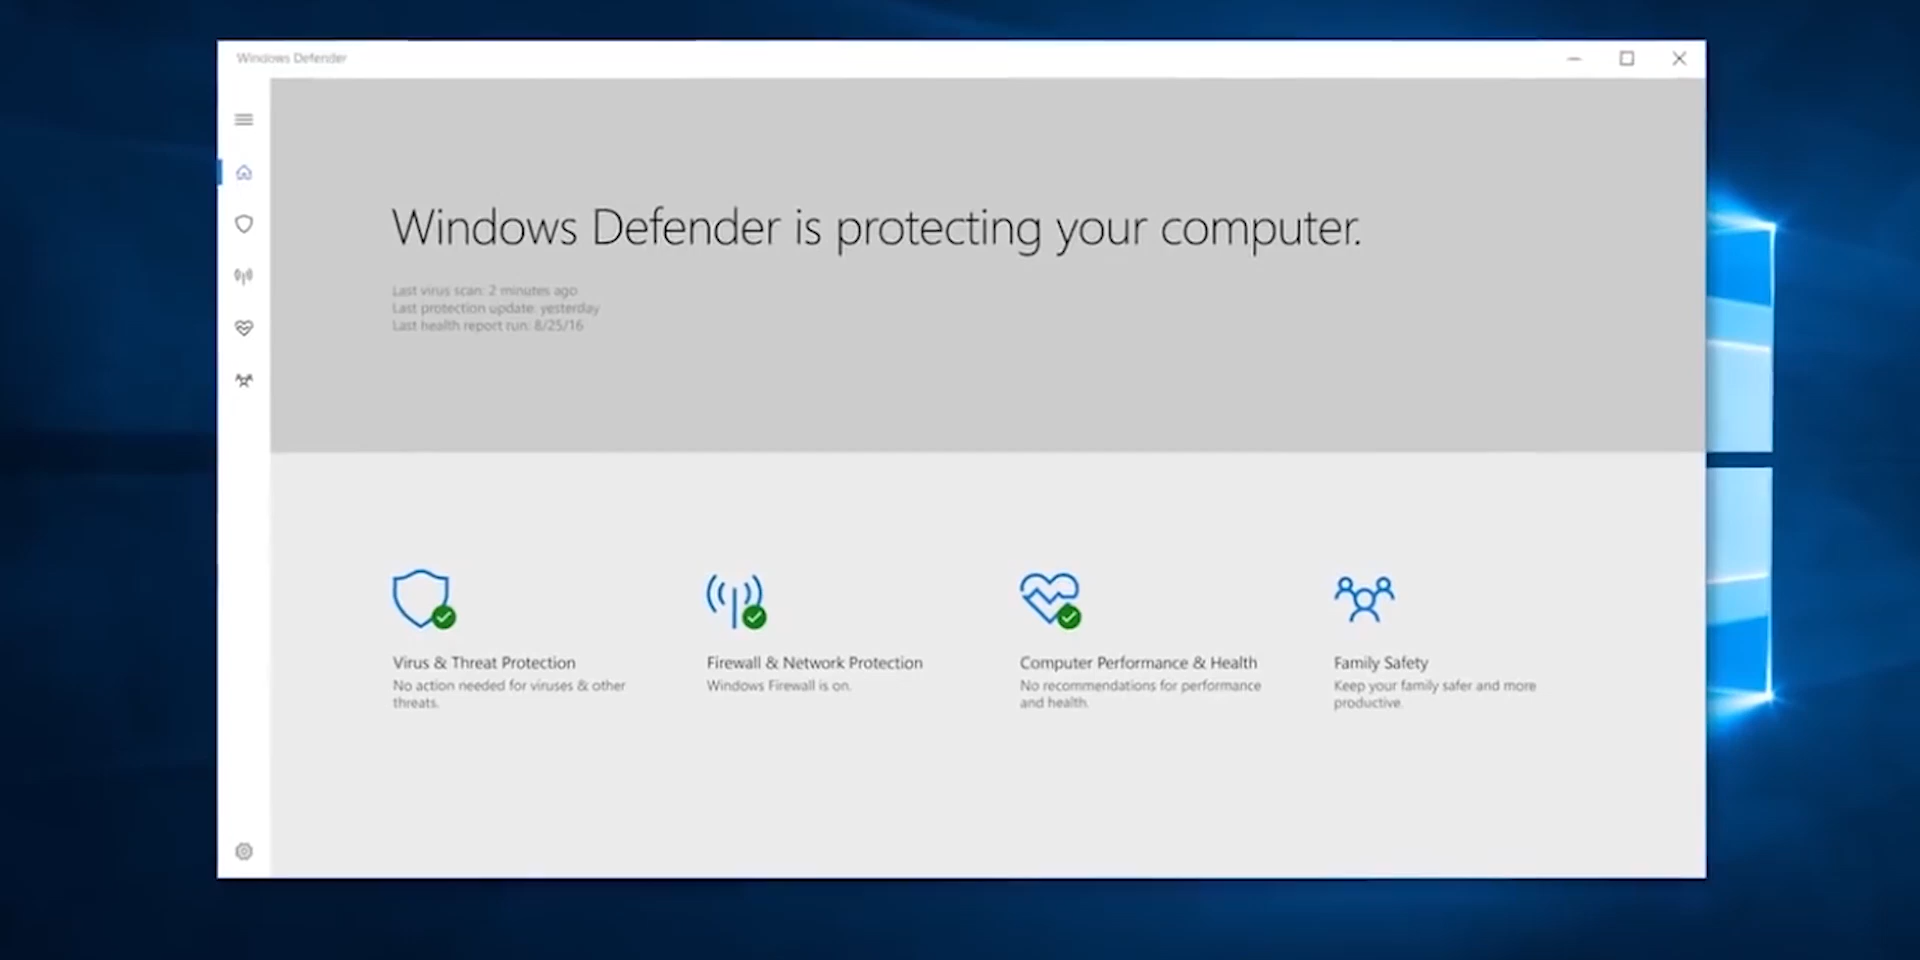 Windows Defender
Windows Defender is protecting your computer.
Last virus scan: 2 minutes ago
Last protection update: yesterday
Last health report run: 8/25/16
Virus & Threat Protection
No action needed for viruses & other
threats.
Firewall & Network Protection
Windows Firewall is on.
Computer Performance & Health
No recommendations for performance
and health.
Family Safety
Keep your family safer and more
productive.